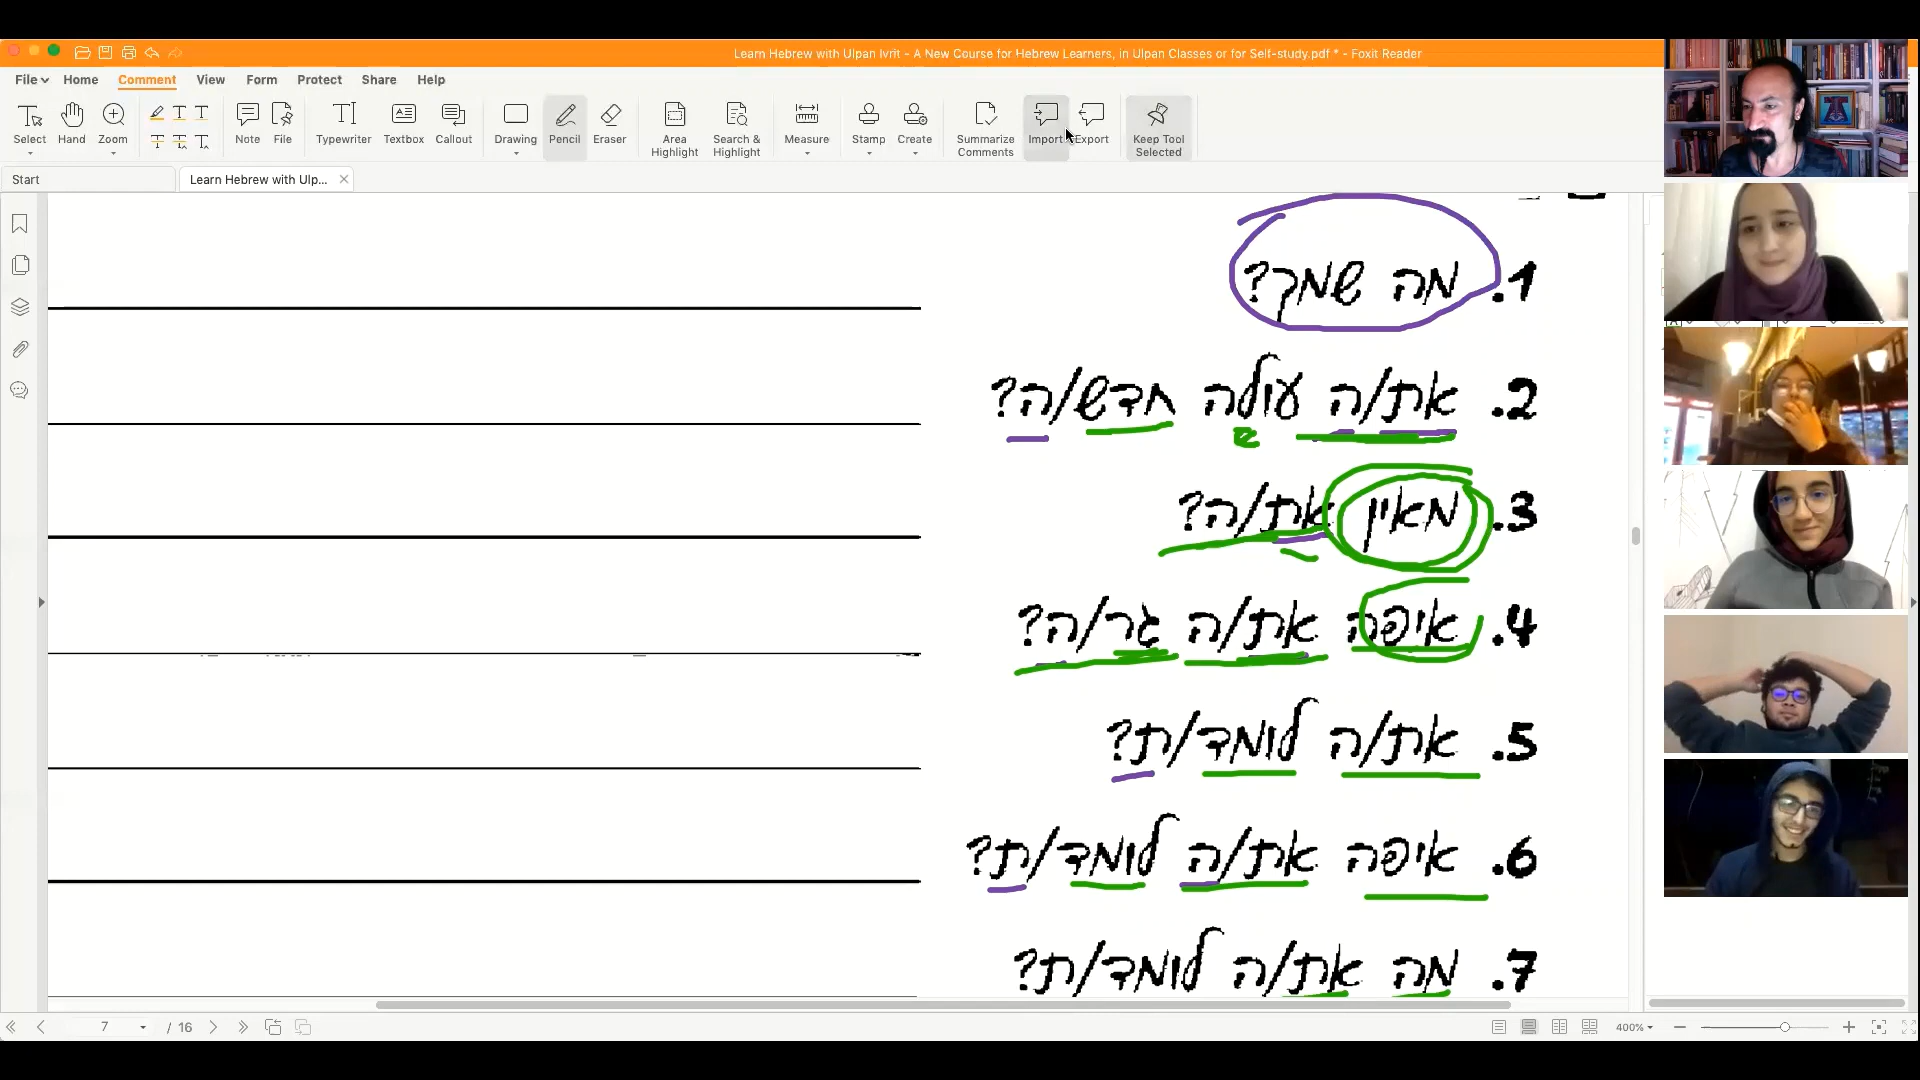 Learn Hebrew with Ulpan Ivrit - A New Course for Hebrew Learners, in Ulpan Classes or for Self-study.pdf * - Foxit Reader
File Home Comment View Form Protect Share Help
Select Hand Zoom Note File Typewriter Textbox Callout Drawing Pencil Eraser Area Highlight Search & Highlight Measure Stamp Create Summarize Comments Import Export Keep Tool Selected
Start Learn Hebrew with Ulp...
1. מה שמך?
2. את/ה עולה חדש/ה?
3. מאין את/ה?
4. איפה את/ה גר/ה?
5. את/ה לומד/ת?
6. איפה את/ה לומד/ת?
7. מה את/ה לומד/ת?
7 / 16 400%